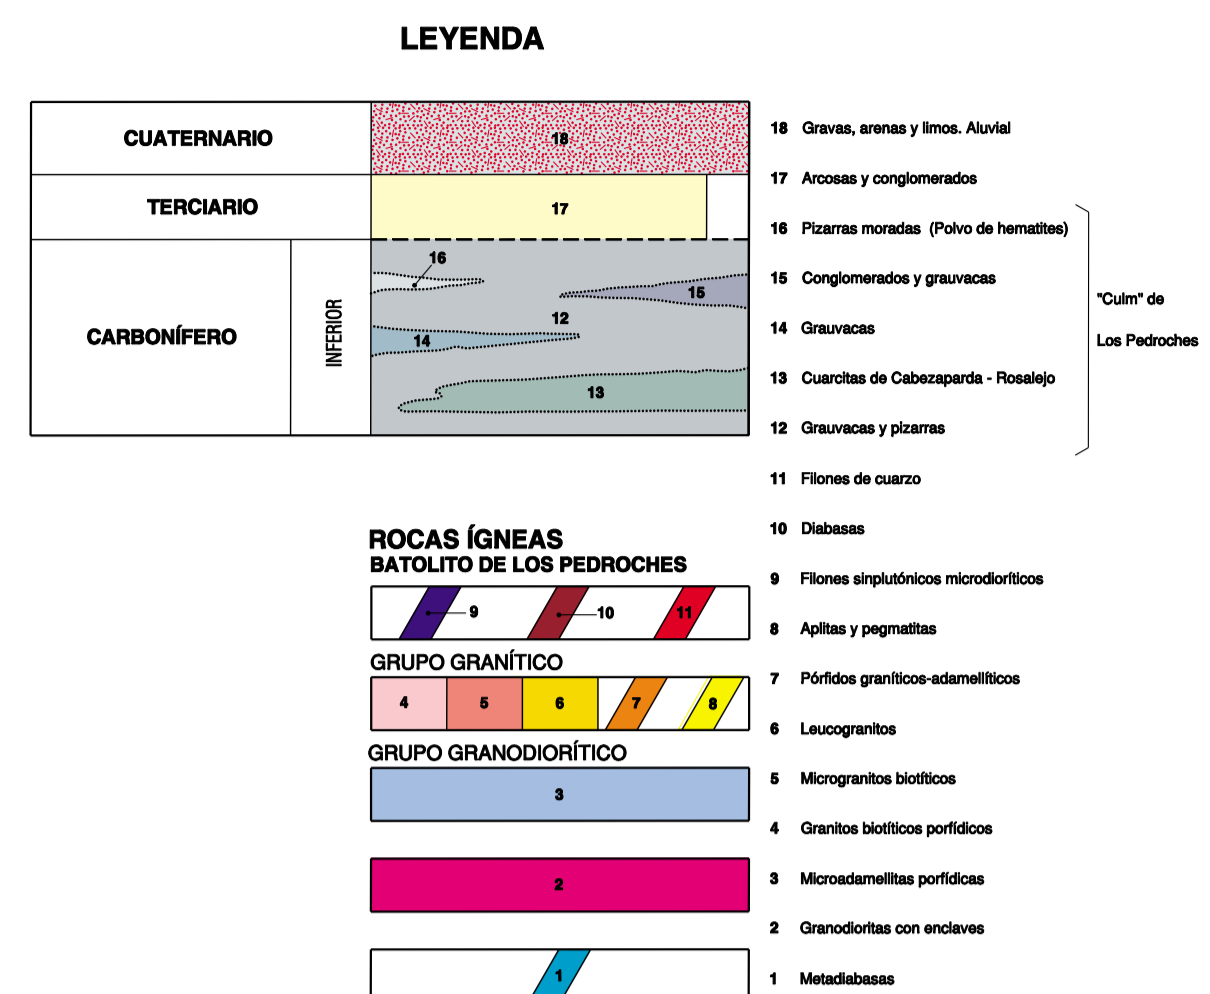 LEYENDA
CUATERNARIO
18
TERCIARIO
17
CARBONÍFERO
INFERIOR
16
15
12
14
13
18 Gravas, arenas y limos. Aluvial
17 Arcosas y conglomerados
16 Pizarras moradas (Polvo de hematites)
15 Conglomerados y grauvacas
14 Grauvacas
13 Cuarcitas de Cabezaparda - Rosalejo
12 Grauvacas y pizarras
"Culm" de
Los Pedroches
11 Filones de cuarzo
10 Diabasas
9 Filones sinplutónicos microdioríticos
8 Aplitas y pegmatitas
7 Pórfidos graníticos-adamellíticos
6 Leucogranitos
5 Microgranitos biotíticos
4 Granitos biotíticos porfídicos
3 Microadamellitas porfídicas
2 Granodioritas con enclaves
1 Metadiabasas
ROCAS ÍGNEAS
BATOLITO DE LOS PEDROCHES
9 10 11
GRUPO GRANÍTICO
4 5 6 7 8
GRUPO GRANODIORÍTICO
3
2
1